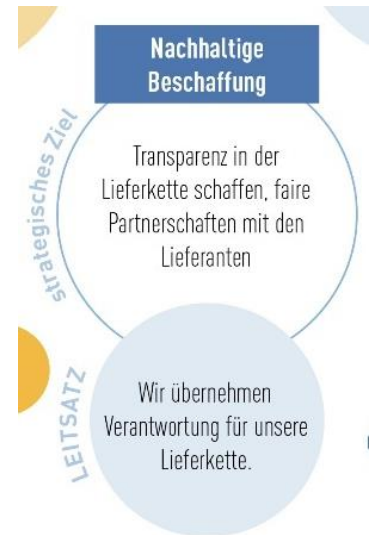 Nachhaltige
Beschaffung
strategisches Ziel
Transparenz in der
Lieferkette schaffen, faire
Partnerschaften mit den
Lieferanten
LEITSATZ
Wir übernehmen
Verantwortung für unsere
Lieferkette.